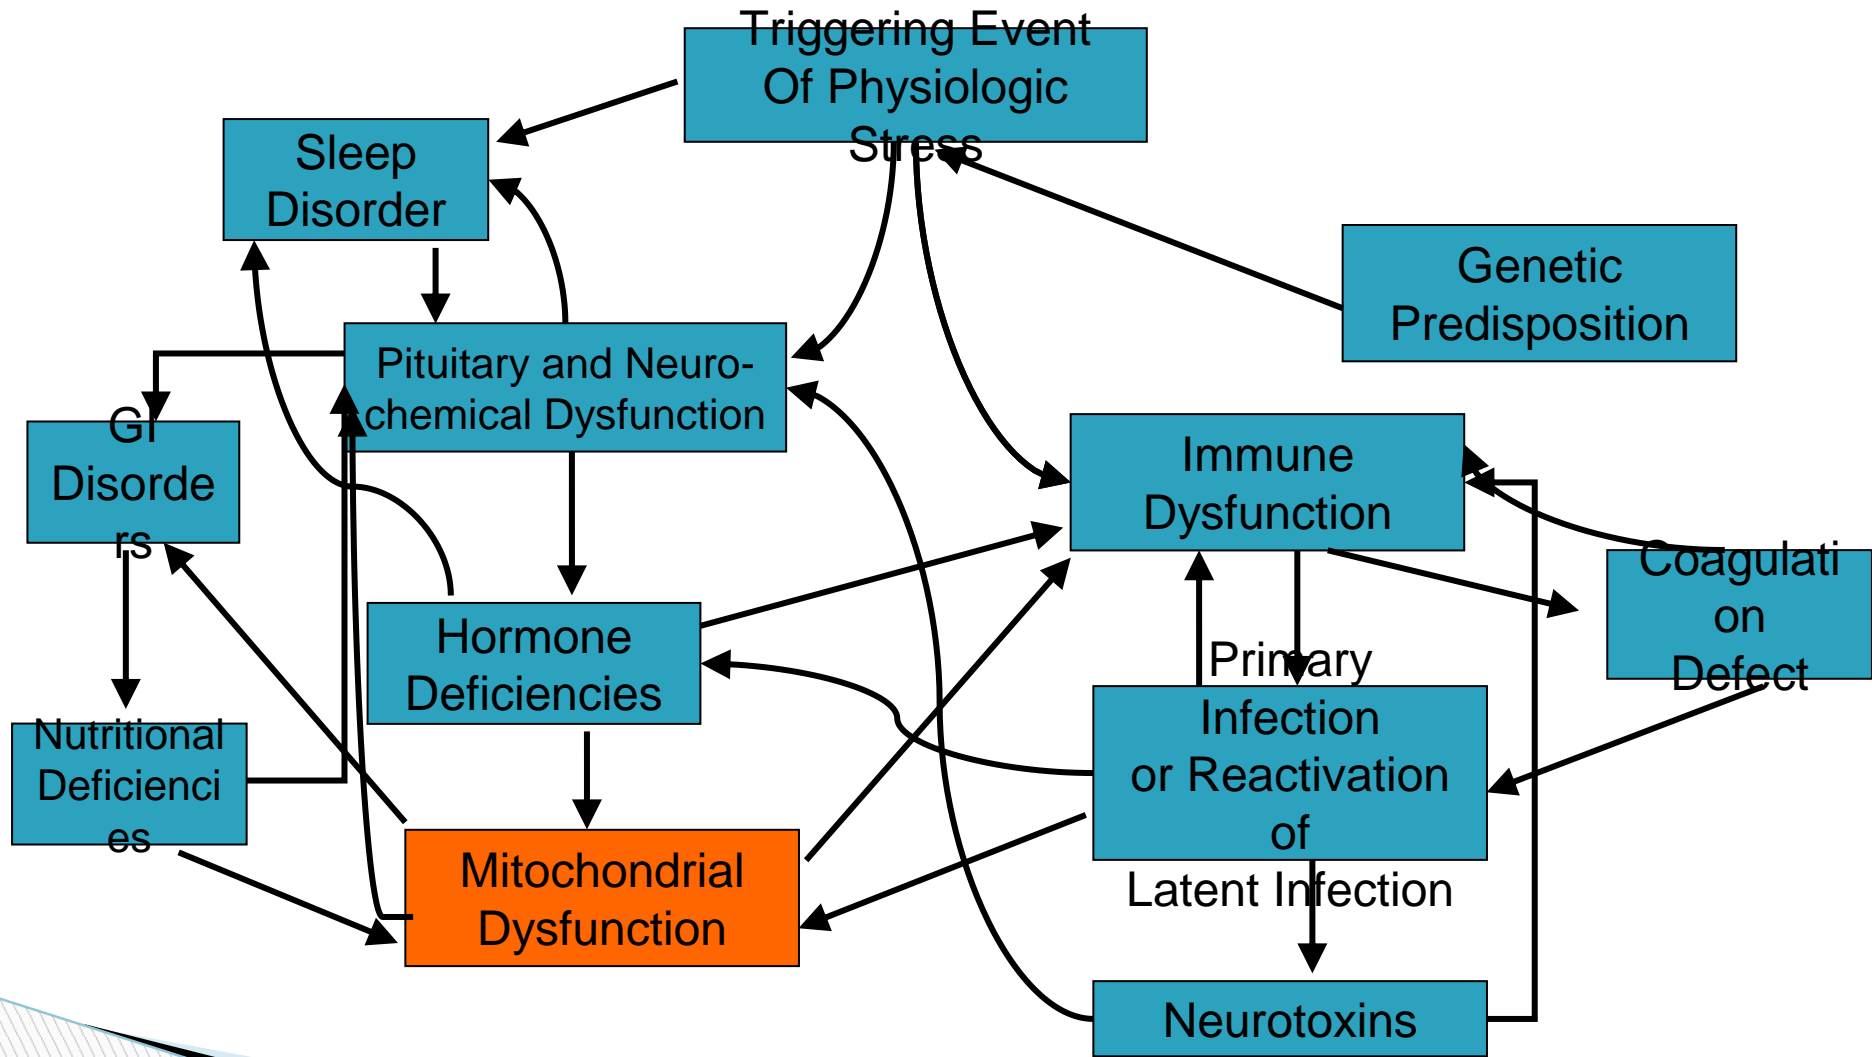 Triggering Event
Of Physiologic
Stress
Sleep
Disorder
Genetic
Predisposition
Pituitary and Neuro-
chemical Dysfunction
GI
Disorde
rs
Immune
Dysfunction
Coagulati
on
Defect
Hormone
Deficiencies
Primary
Infection
or Reactivation
of
Latent Infection
Nutritional
Deficienci
es
Mitochondrial
Dysfunction
Neurotoxins